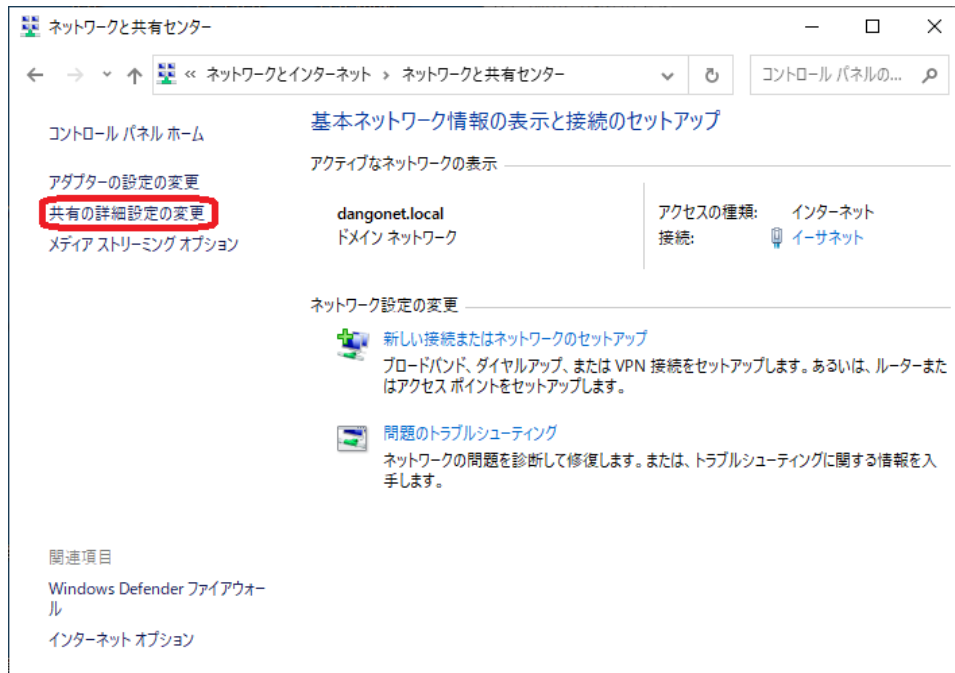 ネットワークと共有センター
« ネットワークとインターネット › ネットワークと共有センター
コントロール パネルの...
コントロール パネル ホーム
アダプターの設定の変更
共有の詳細設定の変更
メディア ストリーミング オプション
基本ネットワーク情報の表示と接続のセットアップ
アクティブなネットワークの表示
dangonet.local
ドメイン ネットワーク
アクセスの種類: インターネット
接続: イーサネット
ネットワーク設定の変更
新しい接続またはネットワークのセットアップ
ブロードバンド、ダイヤルアップ、または VPN 接続をセットアップします。あるいは、ルーターまた
はアクセス ポイントをセットアップします。
問題のトラブルシューティング
ネットワークの問題を診断して修復します。または、トラブルシューティングに関する情報を入
手します。
関連項目
Windows Defender ファイアウォー
ル
インターネット オプション